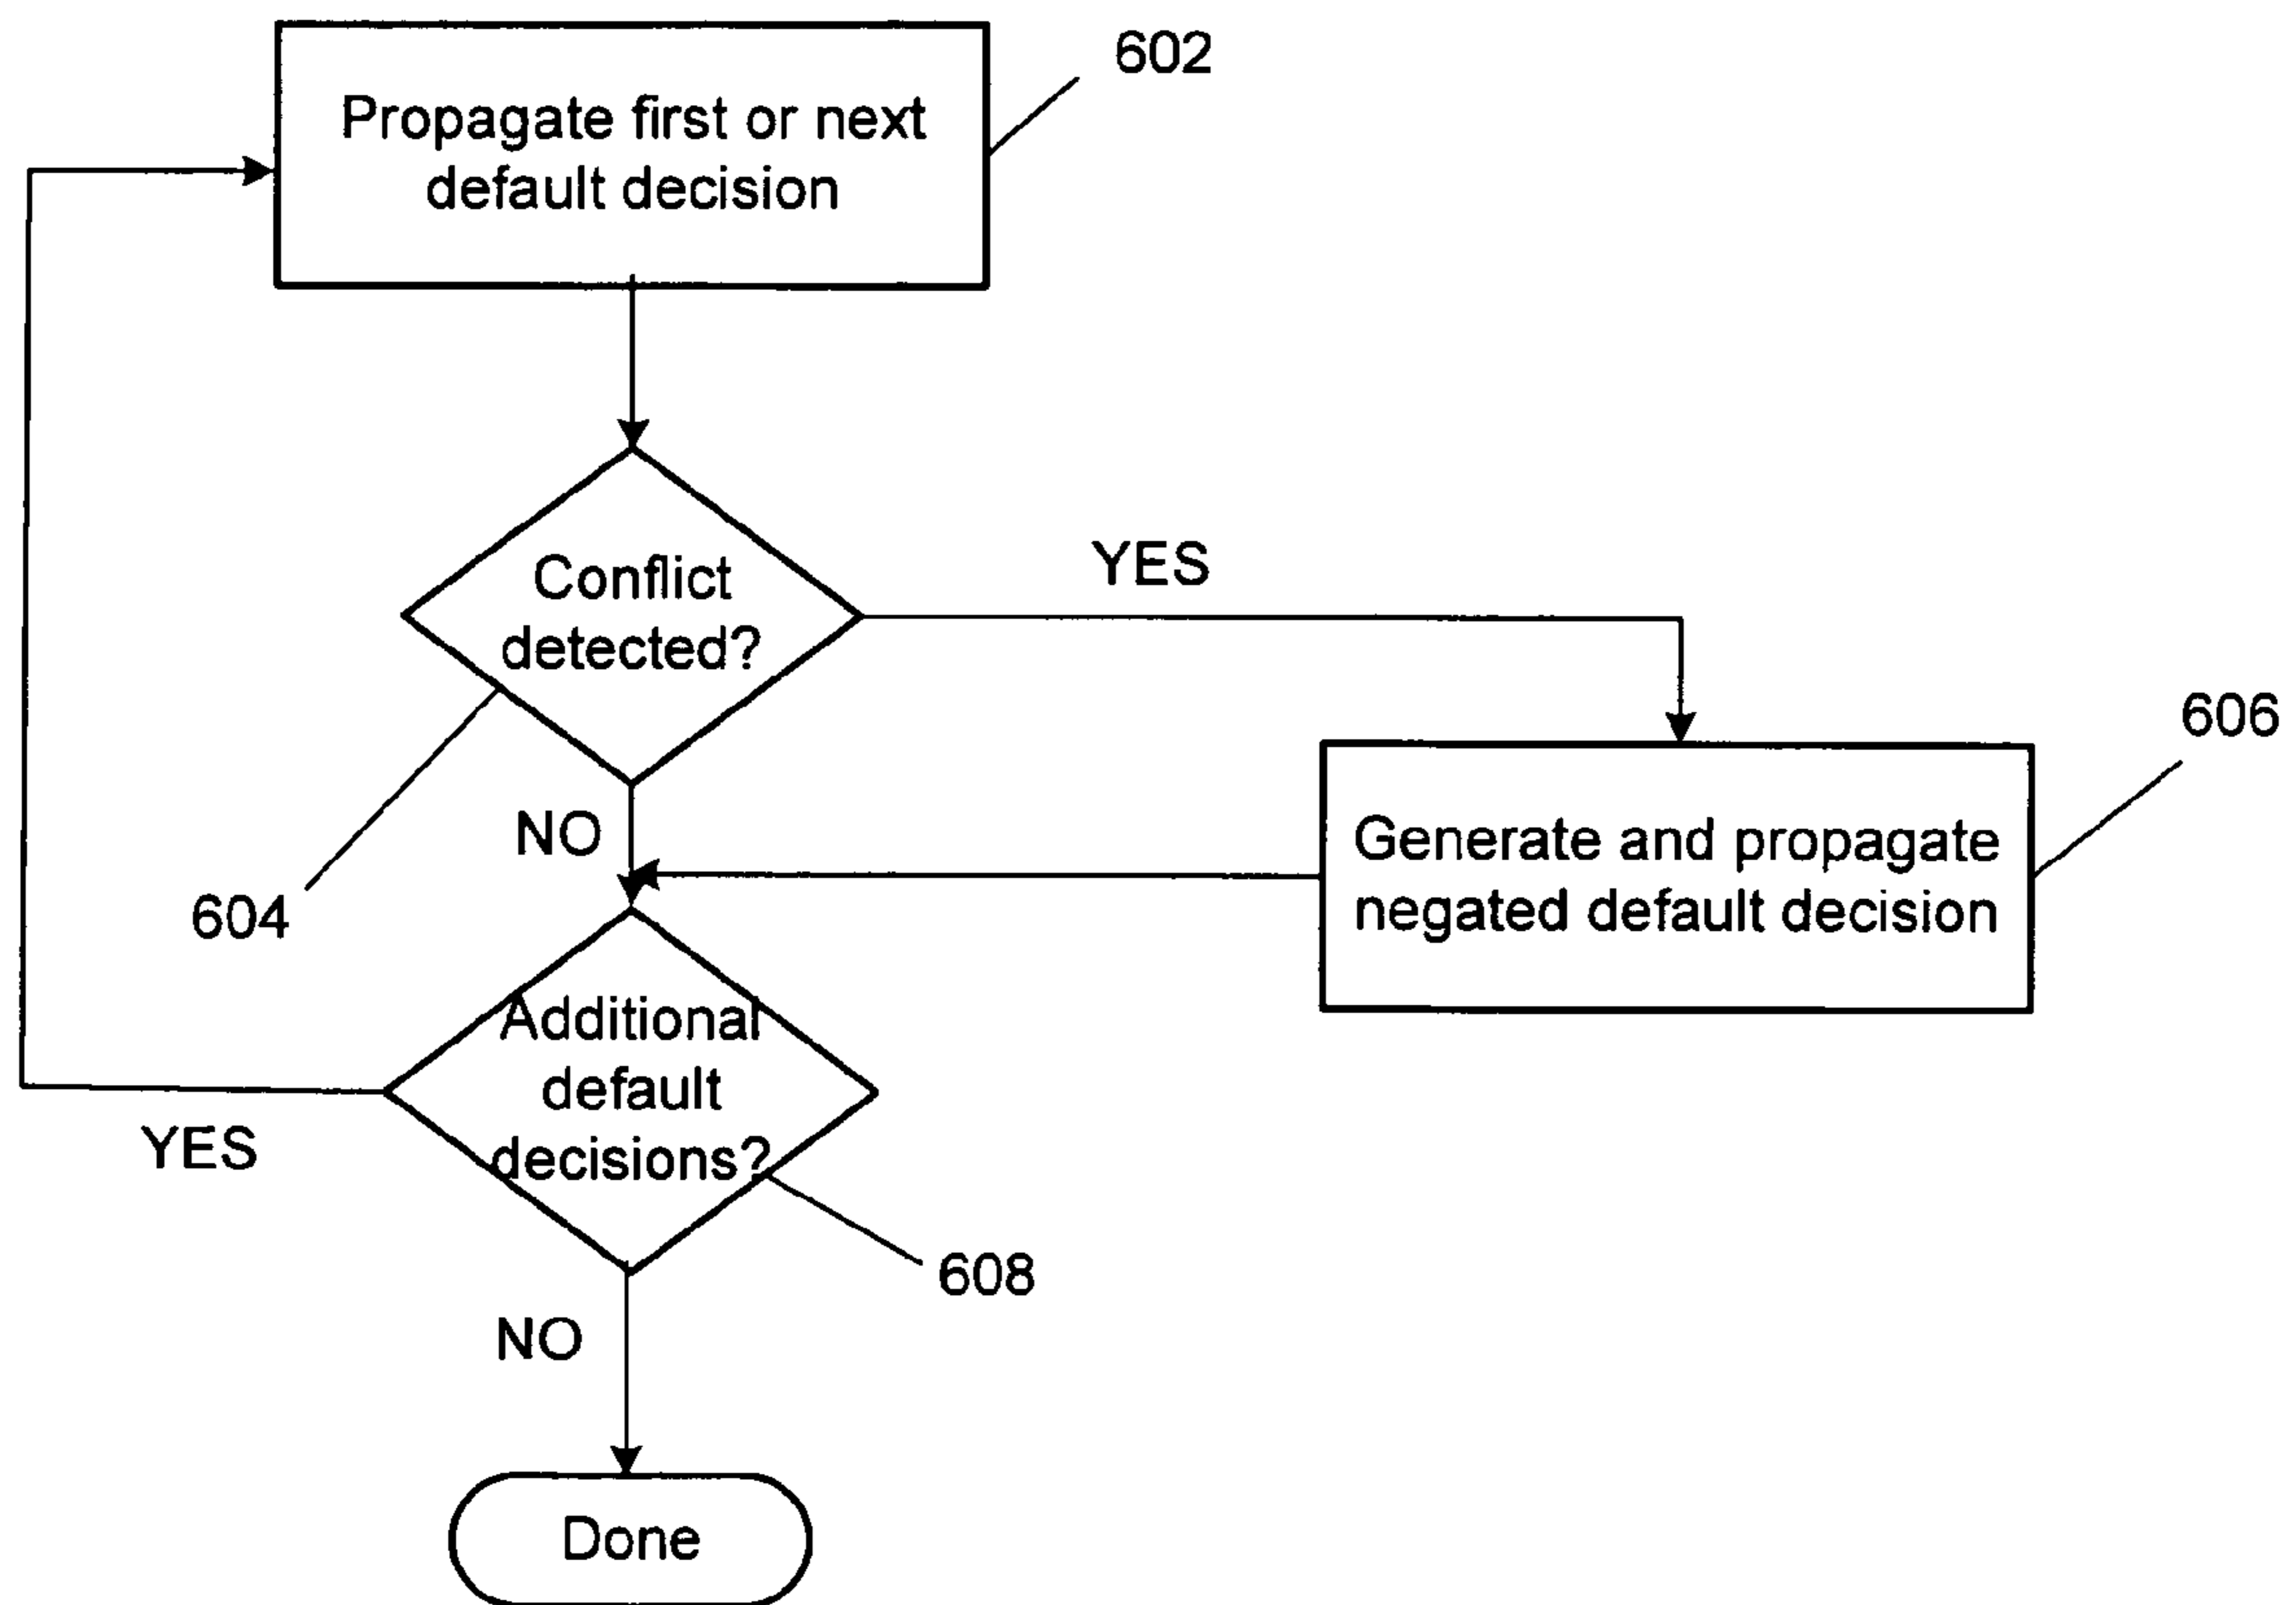 602
Propagate first or next
default decision
Conflict
detected?
YES
606
NO
604
Generate and propagate
negated default decision
Additional
default
decisions?
YES
608
NO
Done